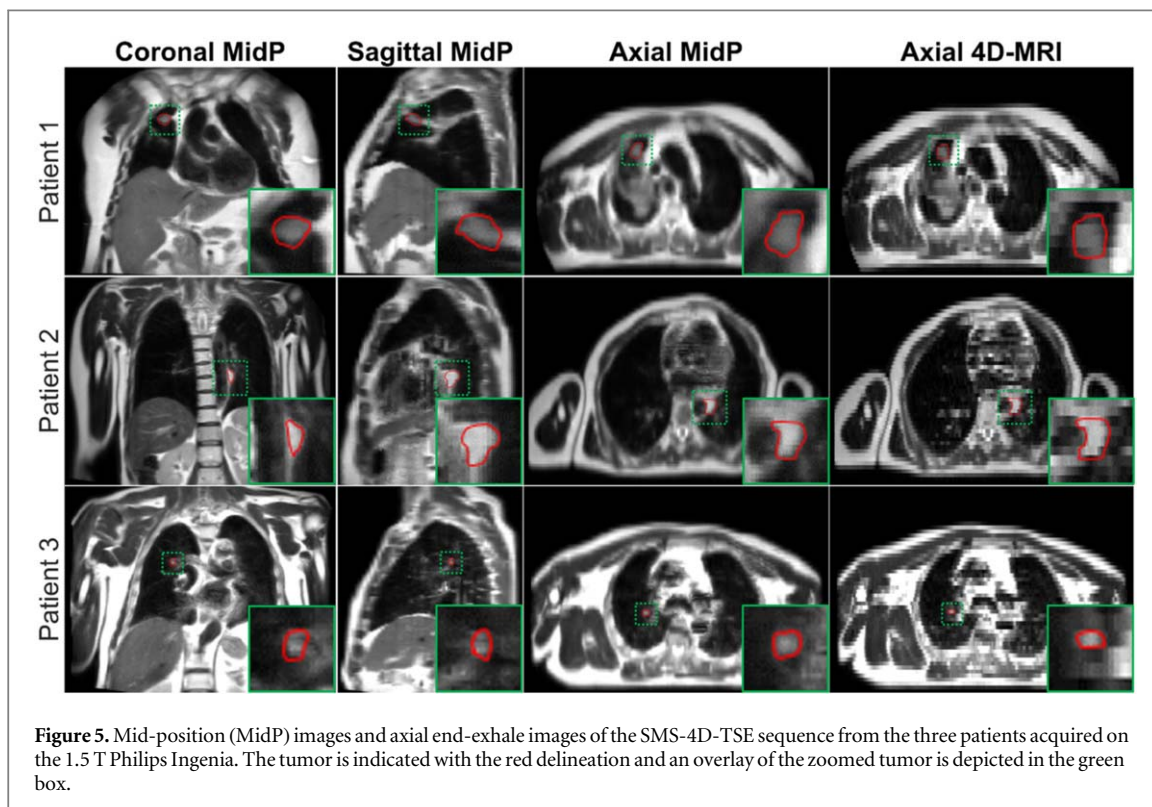 Coronal MidP Sagittal MidP Axial MidP Axial 4D-MRI
Patient 1
Patient 2
Patient 3
Figure 5. Mid-position (MidP) images and axial end-exhale images of the SMS-4D-TSE sequence from the three patients acquired on
the 1.5 T Philips Ingenia. The tumor is indicated with the red delineation and an overlay of the zoomed tumor is depicted in the green
box.